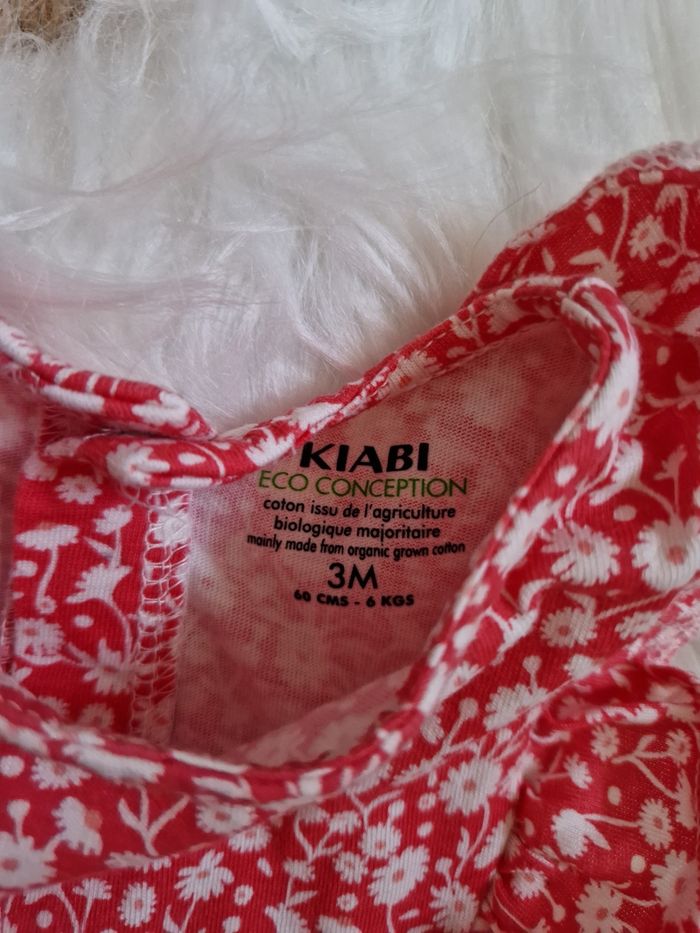 KIABI
ECO CONCEPTION
coton issu de l'agriculture
biologique majoritaire
mainly made from organic grown cotton
3M
60 CMS - 6 KGS